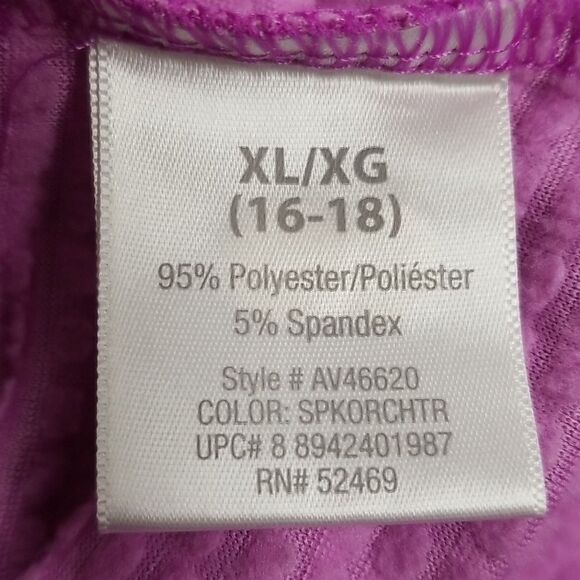 XL/XG
(16-18)
95% Polyester/Poliéster
5% Spandex
Style # AV46620
COLOR: SPKORCHTR
UPC# 8 8942401987
RN# 52469